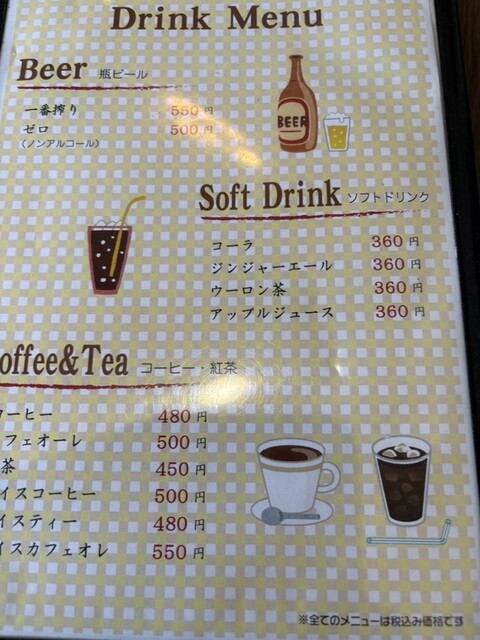 Drink Menu
Beer 瓶ビール
一番搾り 550円
ゼロ 500円
(ノンアルコール)
BEER
Soft Drink ソフトドリンク
コーラ 360円
ジンジャーエール 360円
ウーロン茶 360円
アップルジュース 360円
offee&Tea コーヒー・紅茶
コーヒー 480円
フェオーレ 500円
茶 450円
イスコーヒー 500円
イスティー 480円
イスカフェオレ 550円
※全てのメニューは税込み価格です